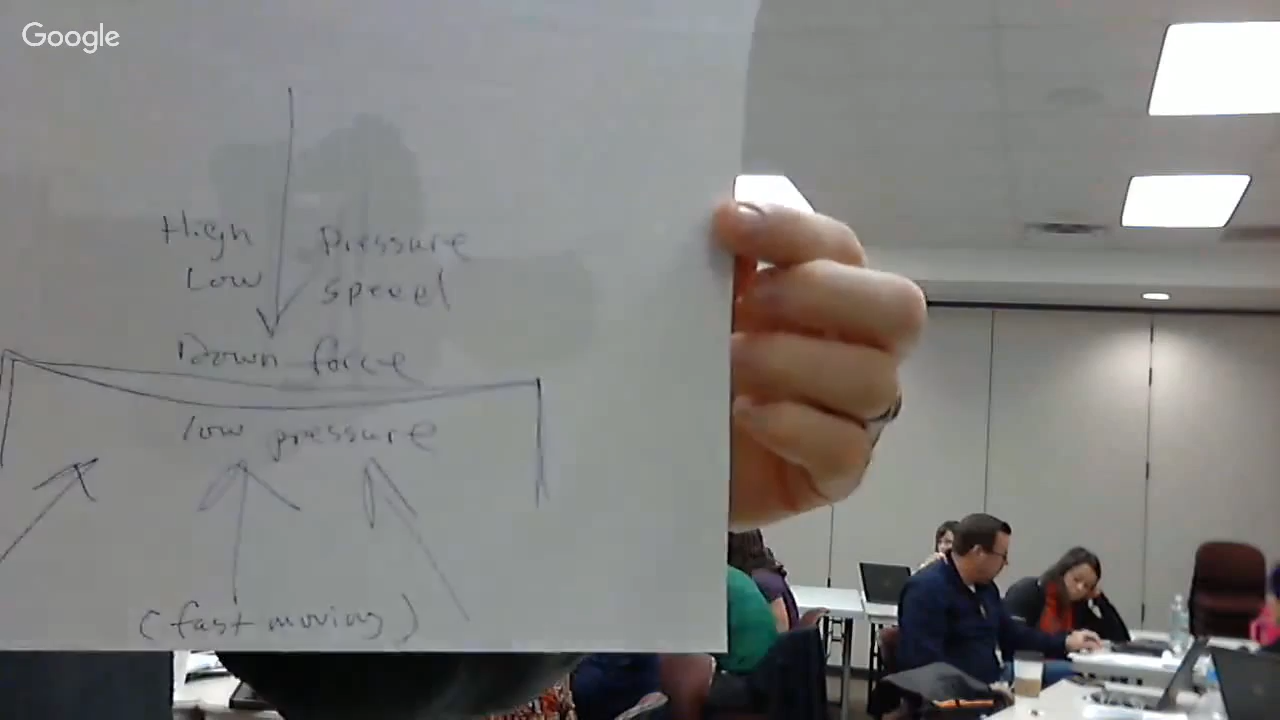 Google
High Pressure
Low speed
Down force
low pressure
(fast moving)